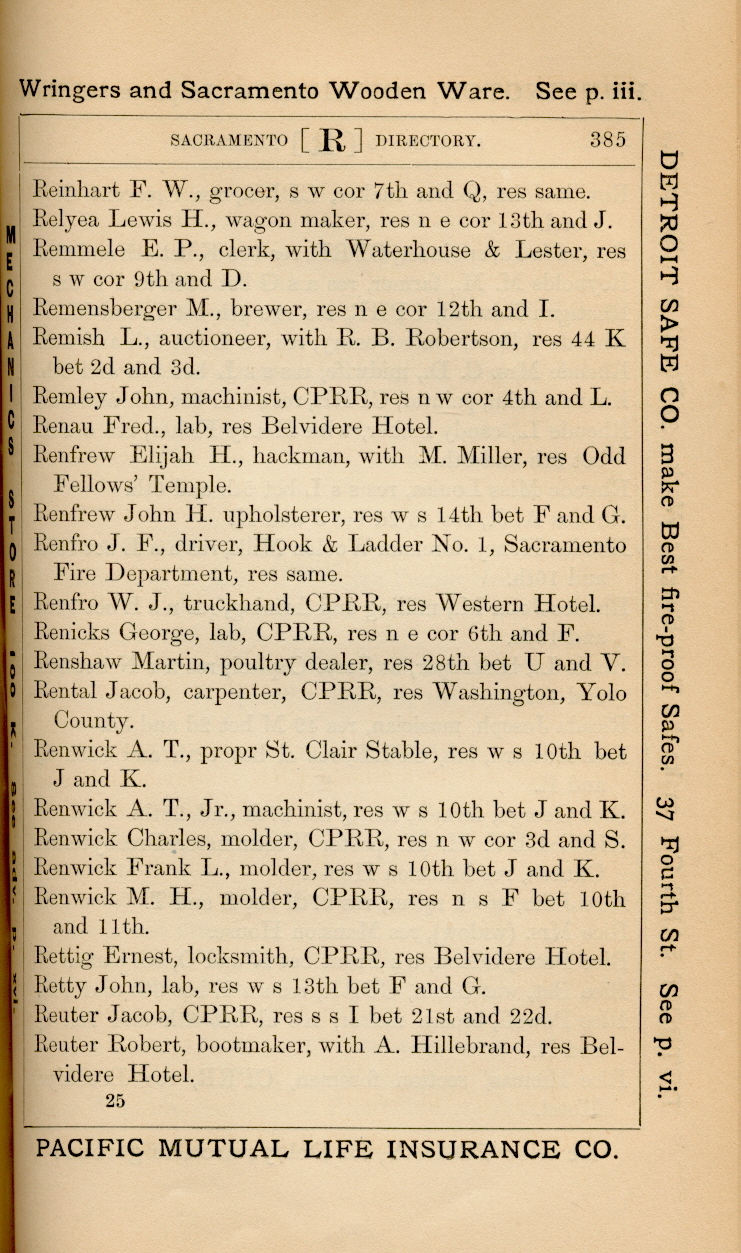 Wringers and Sacramento Wooden Ware. See p. iii.
SACRAMENTO [ R ] DIRECTORY. 385
Reinhart F. W., grocer, s w cor 7th and Q, res same.
Relyea Lewis H., wagon maker, res n e cor 13th and J.
Remmele E. P., clerk, with Waterhouse & Lester, res
s w cor 9th and D.
Remensberger M., brewer, res n e cor 12th and I.
Remish L., auctioneer, with R. B. Robertson, res 44 K
bet 2d and 3d.
Remley John, machinist, CPRR, res n w cor 4th and L.
Renau Fred., lab, res Belvidere Hotel.
Renfrew Elijah H., hackman, with M. Miller, res Odd
Fellows' Temple.
Renfrew John H. upholsterer, res w s 14th bet F and G.
Renfro J. F., driver, Hook & Ladder No. 1, Sacramento
Fire Department, res same.
Renfro W. J., truckhand, CPRR, res Western Hotel.
Renicks George, lab, CPRR, res n e cor 6th and F.
Renshaw Martin, poultry dealer, res 28th bet U and V.
Rental Jacob, carpenter, CPRR, res Washington, Yolo
County.
Renwick A. T., propr St. Clair Stable, res w s 10th bet
J and K.
Renwick A. T., Jr., machinist, res w s 10th bet J and K.
Renwick Charles, molder, CPRR, res n w cor 3d and S.
Renwick Frank L., molder, res w s 10th bet J and K.
Renwick M. H., molder, CPRR, res n s F bet 10th
and 11th.
Rettig Ernest, locksmith, CPRR, res Belvidere Hotel.
Retty John, lab, res w s 13th bet F and G.
Reuter Jacob, CPRR, res s s I bet 21st and 22d.
Reuter Robert, bootmaker, with A. Hillebrand, res Bel-
videre Hotel.
25
PACIFIC MUTUAL LIFE INSURANCE CO.
DETROIT SAFE CO. make Best fire-proof Safes. 37 Fourth St. See p. vi.
MECHANICS STORE